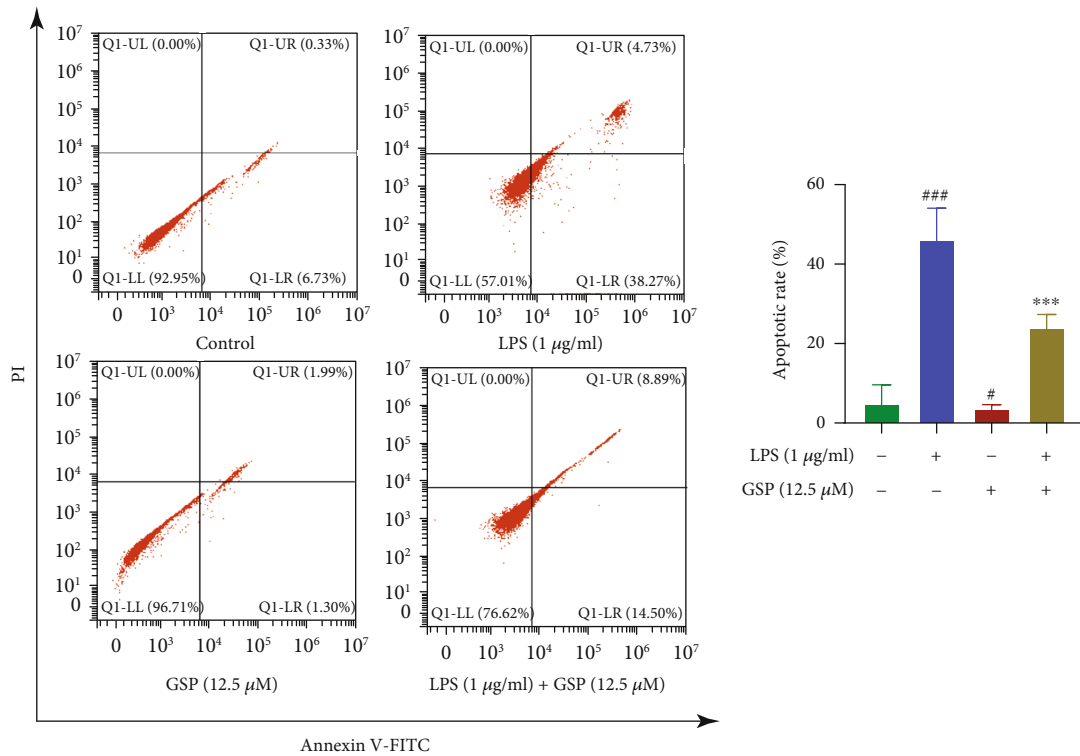 10⁷
10⁶
10⁵
10⁴
10³
10²
10¹
0
Q1-UL (0.00%) Q1-UR (0.33%)
Q1-LL (92.95%) Q1-LR (6.73%)
0 10³ 10⁴ 10⁵ 10⁶ 10⁷
Control
10⁷
10⁶
10⁵
10⁴
10³
10²
10¹
0
Q1-UL (0.00%) Q1-UR (4.73%)
Q1-LL (57.01%) Q1-LR (38.27%)
0 10³ 10⁴ 10⁵ 10⁶ 10⁷
LPS (1 μg/ml)
PI
10⁷
10⁶
10⁵
10⁴
10³
10²
10¹
0
Q1-UL (0.00%) Q1-UR (1.99%)
Q1-LL (96.71%) Q1-LR (1.30%)
0 10³ 10⁴ 10⁵ 10⁶ 10⁷
GSP (12.5 μM)
10⁷
10⁶
10⁵
10⁴
10³
10²
10¹
0
Q1-UL (0.00%) Q1-UR (8.89%)
Q1-LL (76.62%) Q1-LR (14.50%)
0 10³ 10⁴ 10⁵ 10⁶ 10⁷
LPS (1 μg/ml) + GSP (12.5 μM)
Annexin V-FITC
Apoptotic rate (%)
60
40
20
0
###
#
***
LPS (1 μg/ml) − + − +
GSP (12.5 μM) − − + +